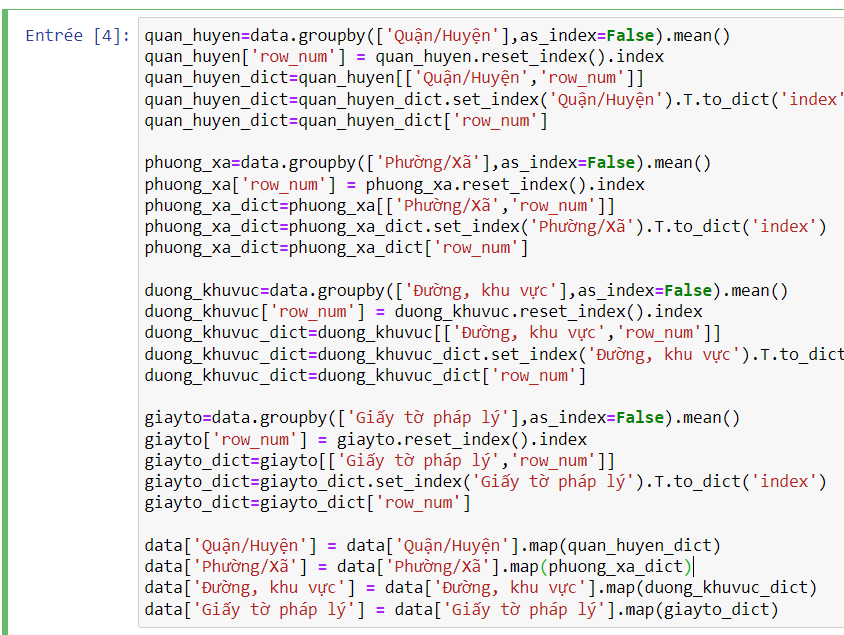 Entrée [4]:
quan_huyen=data.groupby(['Quận/Huyện'],as_index=False).mean()
quan_huyen['row_num'] = quan_huyen.reset_index().index
quan_huyen_dict=quan_huyen[['Quận/Huyện','row_num']]
quan_huyen_dict=quan_huyen_dict.set_index('Quận/Huyện').T.to_dict('index'
quan_huyen_dict=quan_huyen_dict['row_num']

phuong_xa=data.groupby(['Phường/Xã'],as_index=False).mean()
phuong_xa['row_num'] = phuong_xa.reset_index().index
phuong_xa_dict=phuong_xa[['Phường/Xã','row_num']]
phuong_xa_dict=phuong_xa_dict.set_index('Phường/Xã').T.to_dict('index')
phuong_xa_dict=phuong_xa_dict['row_num']

duong_khuvuc=data.groupby(['Đường, khu vực'],as_index=False).mean()
duong_khuvuc['row_num'] = duong_khuvuc.reset_index().index
duong_khuvuc_dict=duong_khuvuc[['Đường, khu vực','row_num']]
duong_khuvuc_dict=duong_khuvuc_dict.set_index('Đường, khu vực').T.to_dict
duong_khuvuc_dict=duong_khuvuc_dict['row_num']

giayto=data.groupby(['Giấy tờ pháp lý'],as_index=False).mean()
giayto['row_num'] = giayto.reset_index().index
giayto_dict=giayto[['Giấy tờ pháp lý','row_num']]
giayto_dict=giayto_dict.set_index('Giấy tờ pháp lý').T.to_dict('index')
giayto_dict=giayto_dict['row_num']

data['Quận/Huyện'] = data['Quận/Huyện'].map(quan_huyen_dict)
data['Phường/Xã'] = data['Phường/Xã'].map(phuong_xa_dict)
data['Đường, khu vực'] = data['Đường, khu vực'].map(duong_khuvuc_dict)
data['Giấy tờ pháp lý'] = data['Giấy tờ pháp lý'].map(giayto_dict)